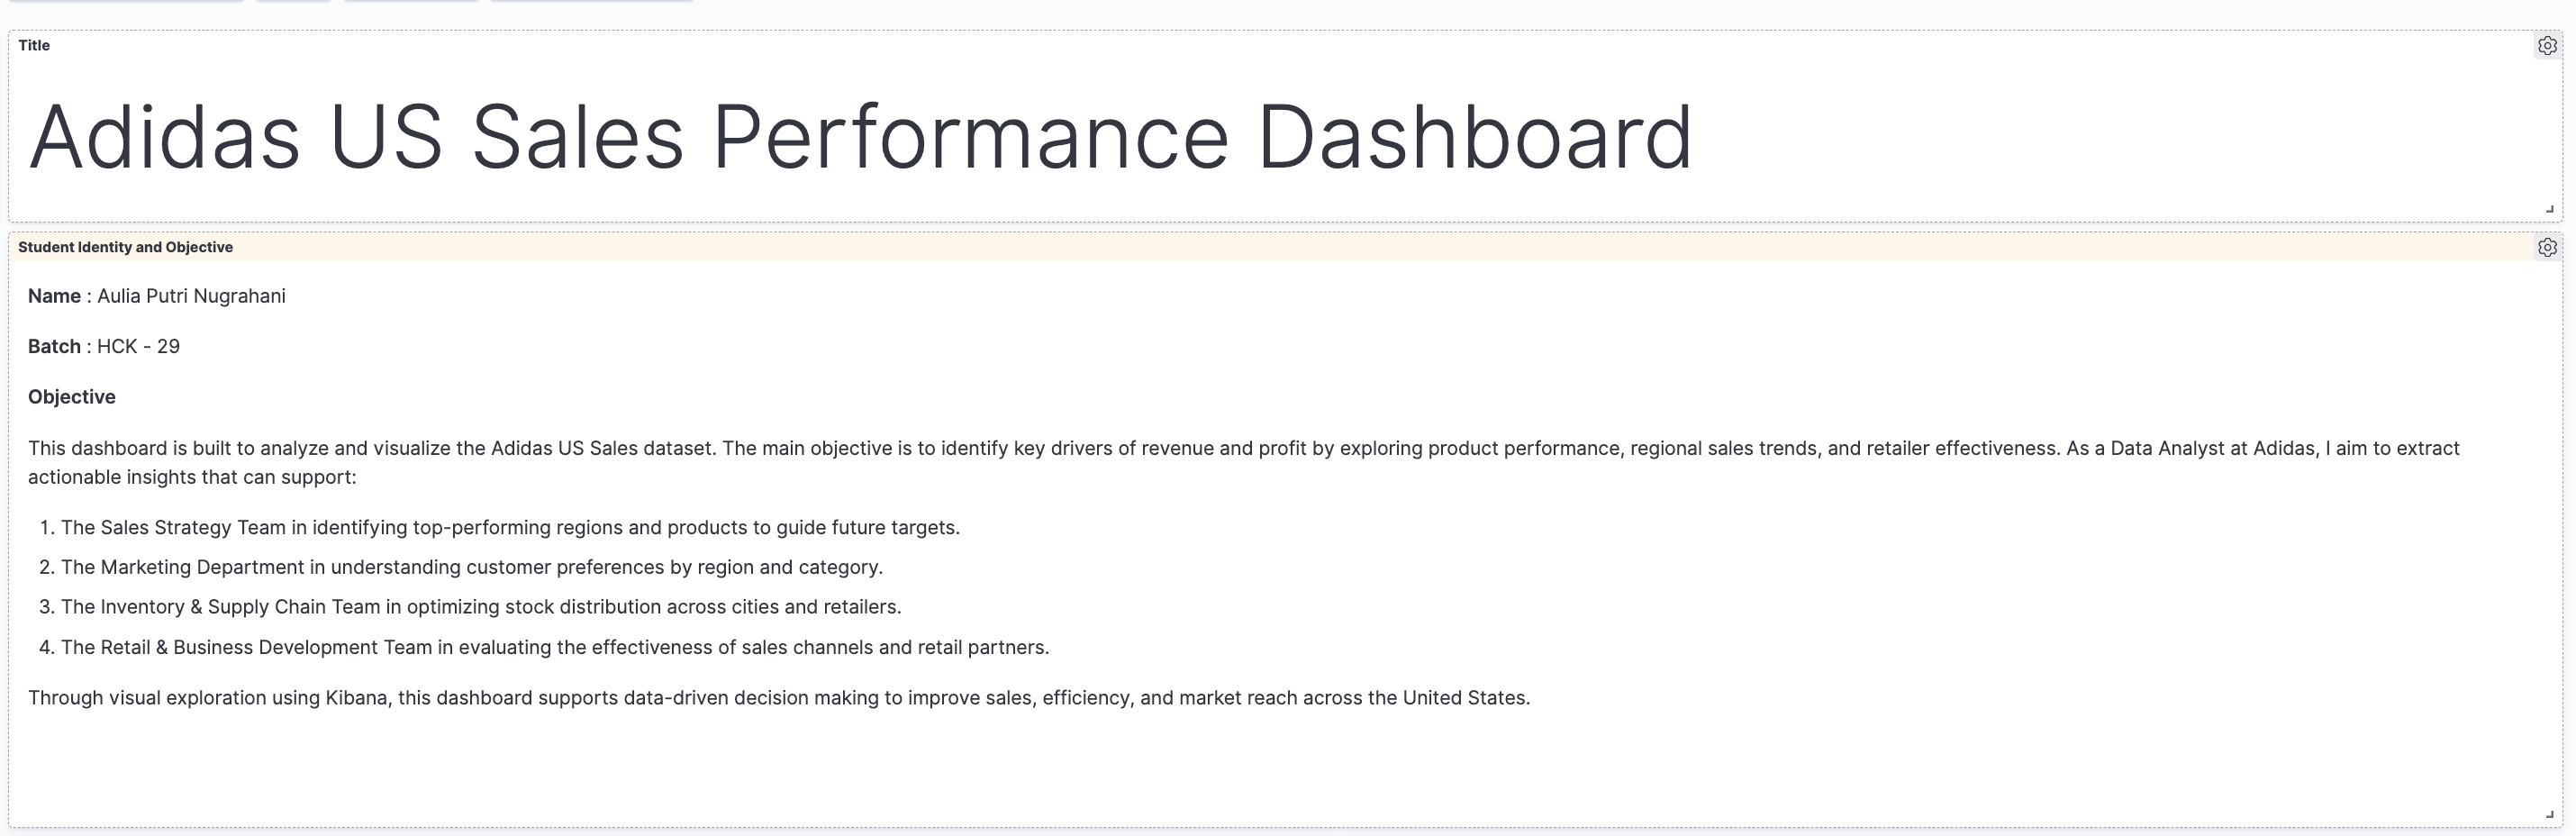 Title
Adidas US Sales Performance Dashboard
Student Identity and Objective
Name : Aulia Putri Nugrahani
Batch : HCK - 29
Objective
This dashboard is built to analyze and visualize the Adidas US Sales dataset. The main objective is to identify key drivers of revenue and profit by exploring product performance, regional sales trends, and retailer effectiveness. As a Data Analyst at Adidas, I aim to extract
actionable insights that can support:
1. The Sales Strategy Team in identifying top-performing regions and products to guide future targets.
2. The Marketing Department in understanding customer preferences by region and category.
3. The Inventory & Supply Chain Team in optimizing stock distribution across cities and retailers.
4. The Retail & Business Development Team in evaluating the effectiveness of sales channels and retail partners.
Through visual exploration using Kibana, this dashboard supports data-driven decision making to improve sales, efficiency, and market reach across the United States.